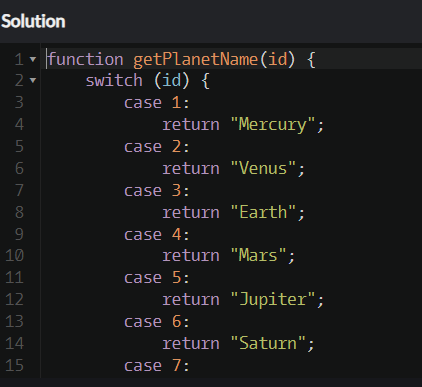 Solution
1 function getPlanetName(id) {
2     switch (id) {
3         case 1:
4             return "Mercury";
5         case 2:
6             return "Venus";
7         case 3:
8             return "Earth";
9         case 4:
10             return "Mars";
11         case 5:
12             return "Jupiter";
13         case 6:
14             return "Saturn";
15         case 7: